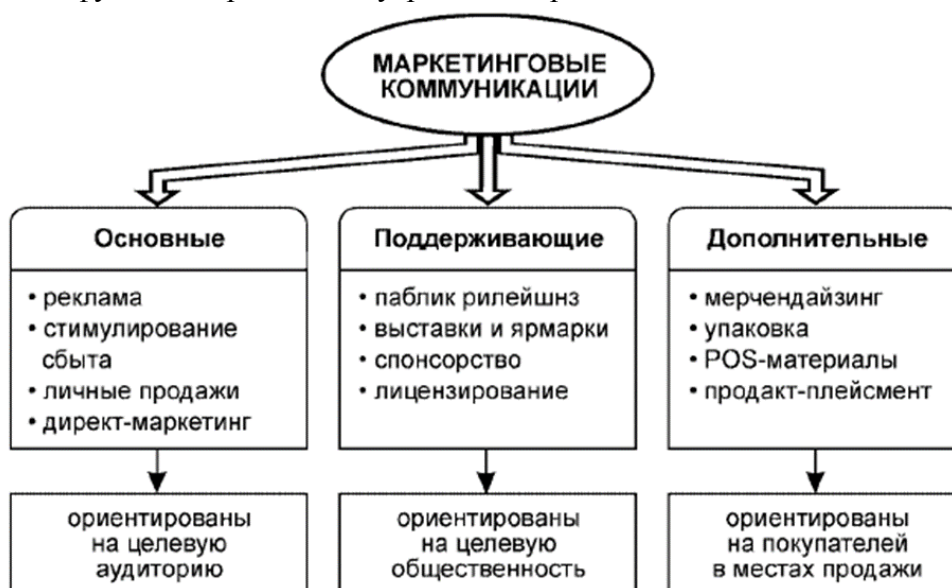 МАРКЕТИНГОВЫЕ
КОММУНИКАЦИИ
Основные
• реклама
• стимулирование
сбыта
• личные продажи
• директ-маркетинг
ориентированы
на целевую
аудиторию
Поддерживающие
• паблик рилейшнз
• выставки и ярмарки
• спонсорство
• лицензирование
ориентированы
на целевую
общественность
Дополнительные
• мерчендайзинг
• упаковка
• POS-материалы
• продакт-плейсмент
ориентированы
на покупателей
в местах продажи